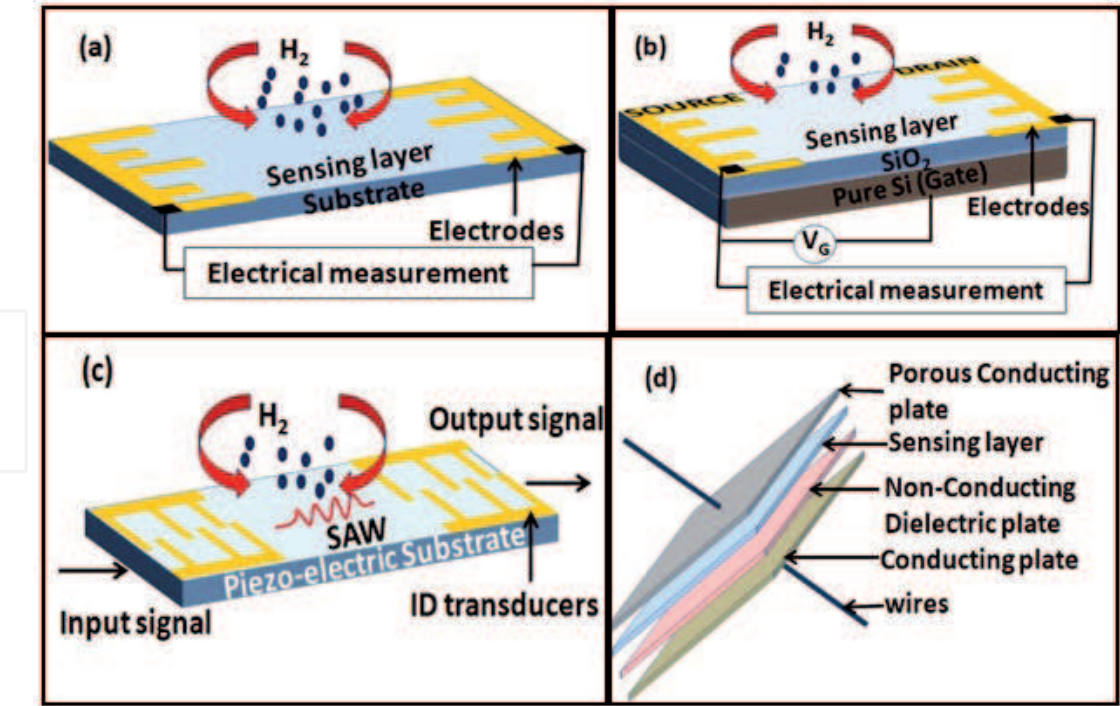 (a)
H2
Sensing layer
Substrate
Electrodes
Electrical measurement
(b)
H2
SOURCE
DRAIN
Sensing layer
SiO2
Pure Si (Gate)
Electrodes
VG
Electrical measurement
(c)
H2
Output signal
SAW
Piezo-electric Substrate
ID transducers
Input signal
(d)
Porous Conducting
plate
Sensing layer
Non-Conducting
Dielectric plate
Conducting plate
wires